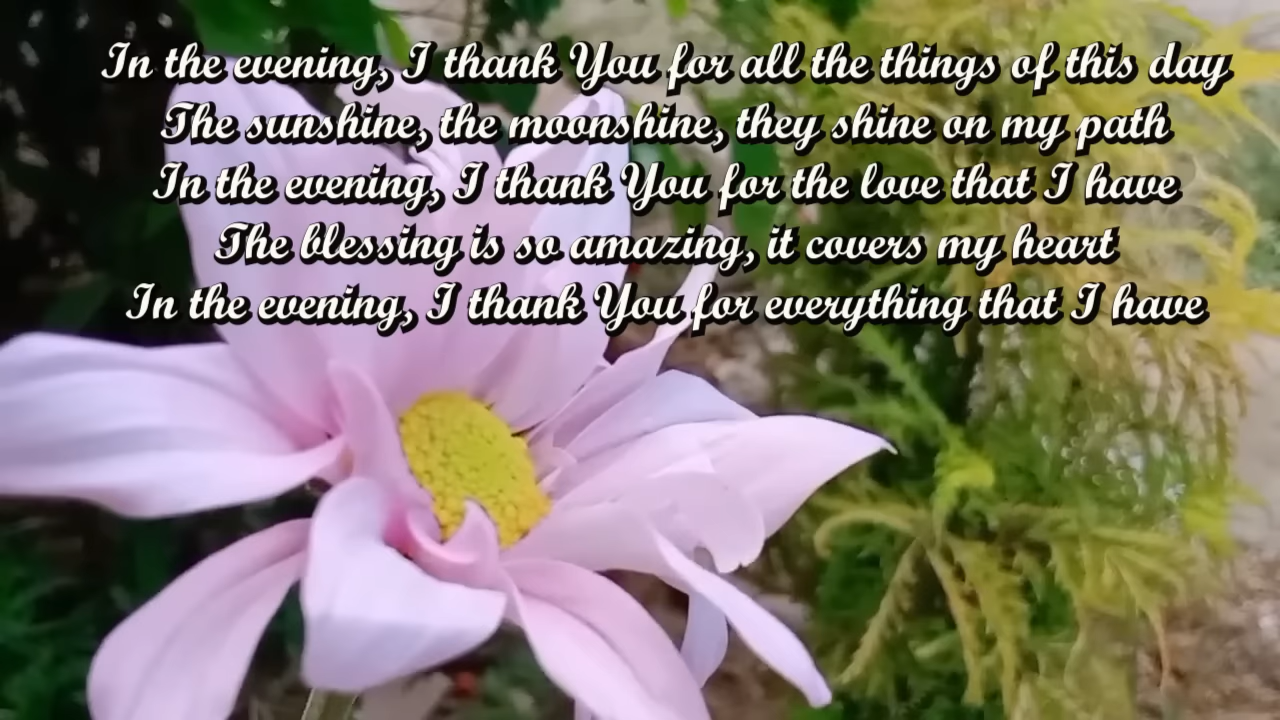 In the evening, I thank You for all the things of this day
The sunshine, the moonshine, they shine on my path
In the evening, I thank You for the love that I have
The blessing is so amazing, it covers my heart
In the evening, I thank You for everything that I have